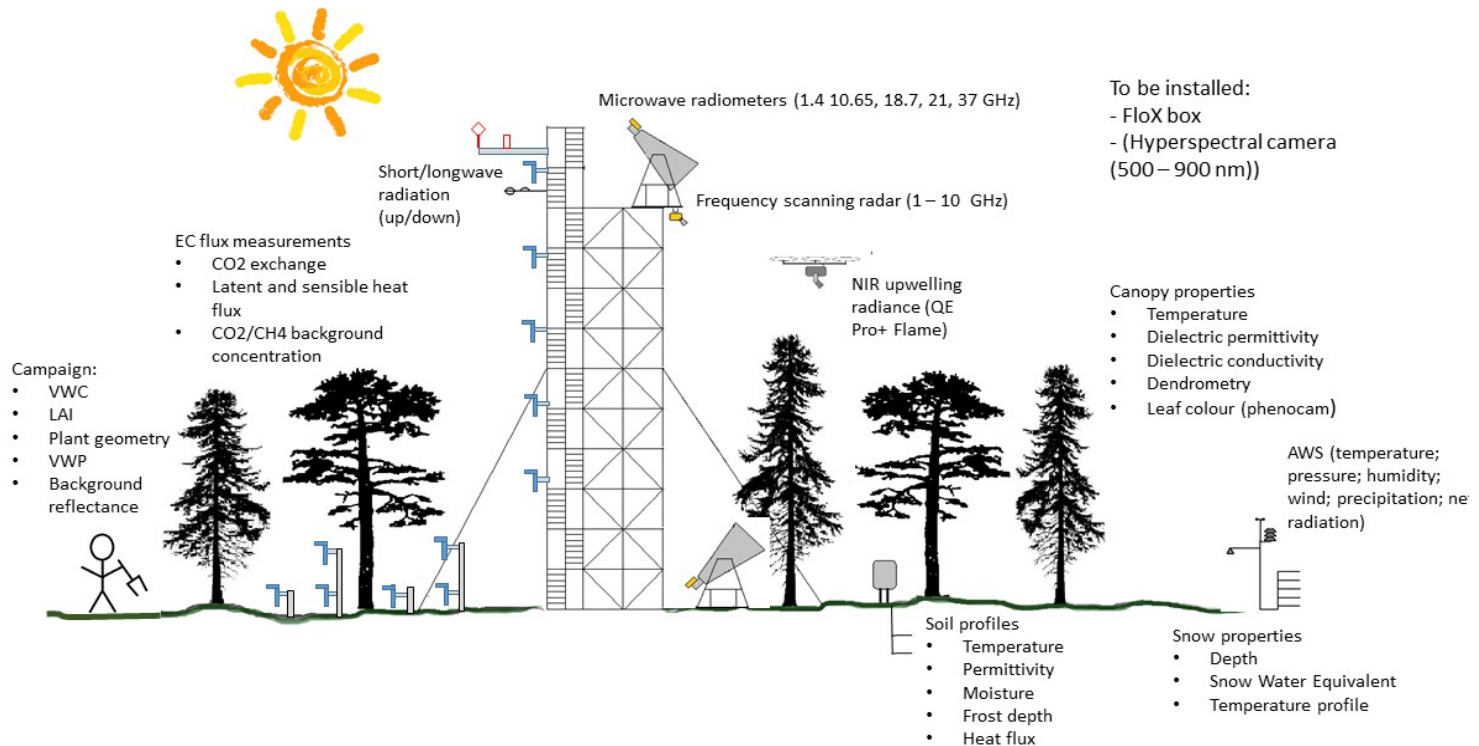 Microwave radiometers (1.4 10.65, 18.7, 21, 37 GHz)
To be installed:
- FloX box
- (Hyperspectral camera
(500 – 900 nm))
Short/longwave
radiation
(up/down)
Frequency scanning radar (1 – 10 GHz)
EC flux measurements
• CO2 exchange
• Latent and sensible heat
flux
• CO2/CH4 background
concentration
NIR upwelling
radiance (QE
Pro+ Flame)
Canopy properties
• Temperature
• Dielectric permittivity
• Dielectric conductivity
• Dendrometry
• Leaf colour (phenocam)
Campaign:
• VWC
• LAI
• Plant geometry
• VWP
• Background
reflectance
AWS (temperature;
pressure; humidity;
wind; precipitation; ne
radiation)
Soil profiles
• Temperature
• Permittivity
• Moisture
• Frost depth
• Heat flux
Snow properties
• Depth
• Snow Water Equivalent
• Temperature profile